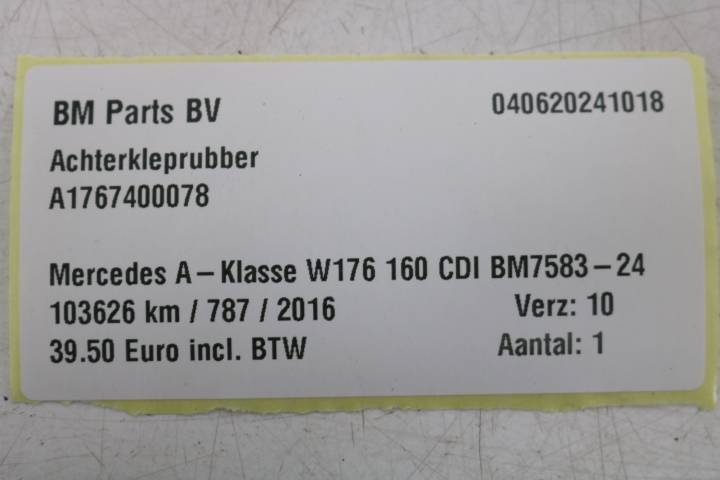 BM Parts BV 040620241018
Achterkleprubber
A1767400078
Mercedes A-Klasse W176 160 CDI BM7583-24
103626 km / 787 / 2016 Verz: 10
39.50 Euro incl. BTW Aantal: 1